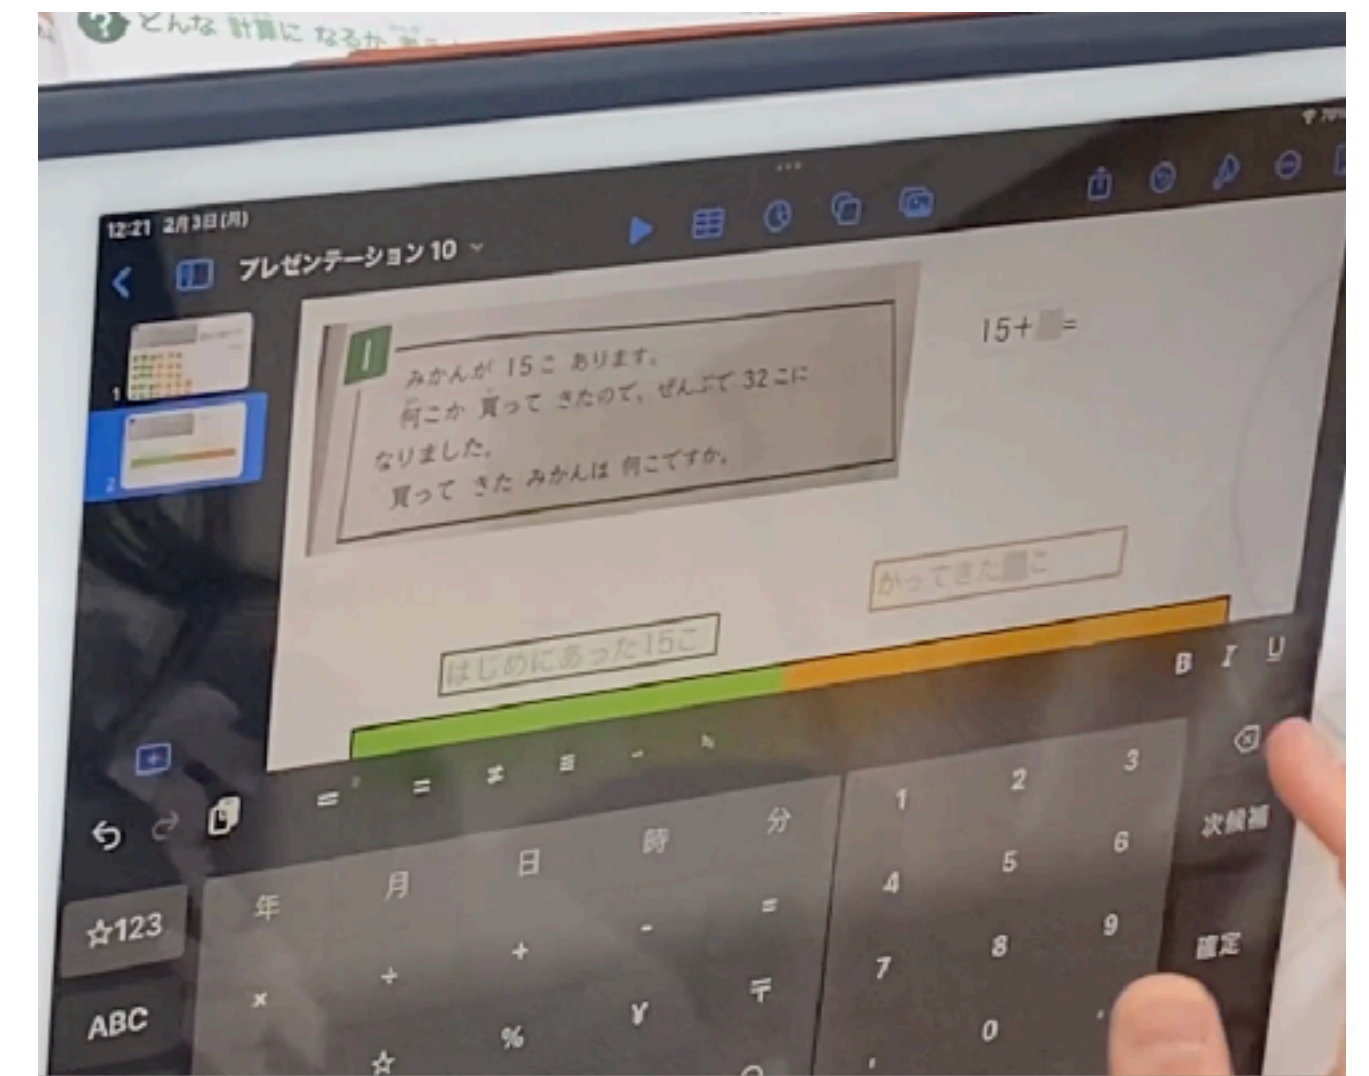 どんな 計算に なるか
70%
12:21 2月3日(月)
プレゼンテーション 10
1
2
1
みかんが 15こ あります。
何こか 買って きたので、ぜんぶで 32こに
なりました。
買って きた みかんは 何こですか。
15+■=
かってきた■こ
はじめにあった15こ
B I U
= = ≠ ≡
年 月 日 時 分 1 2 3
次候補
☆123
× ÷ + - = 4 5 6
確定
ABC
☆ % ¥ 〒 7 8 9
0